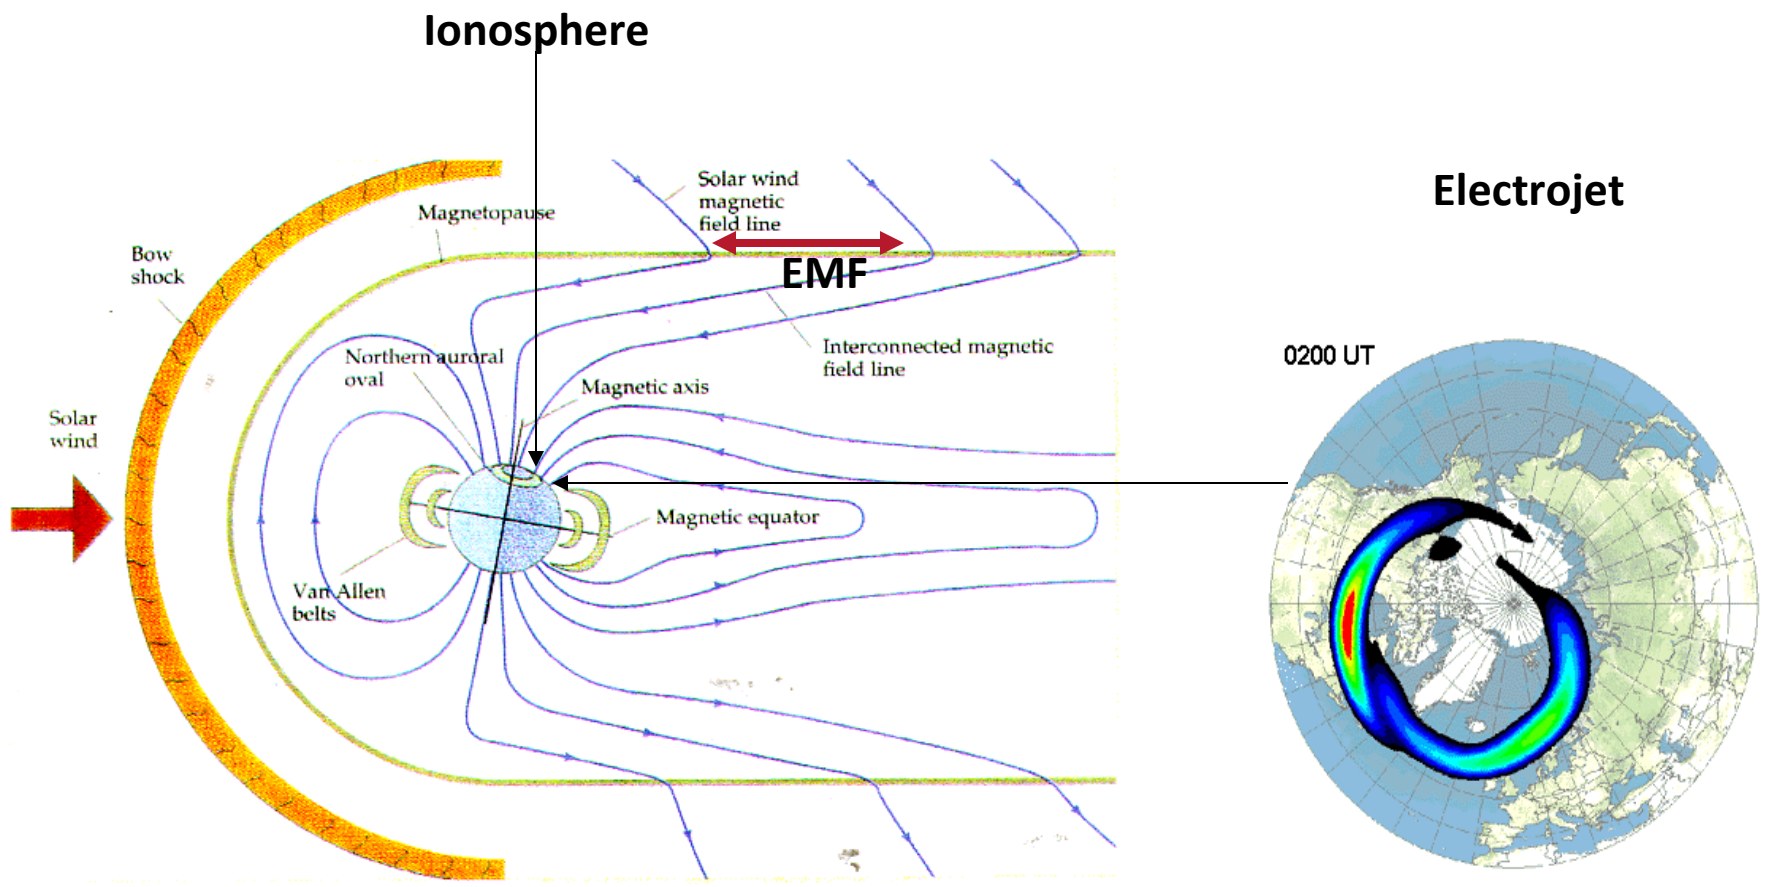 Ionosphere
Electrojet
Solar wind
magnetic
field line
Magnetopause
Bow
shock
EMF
0200 UT
Northern auroral
oval
Interconnected magnetic
field line
Magnetic axis
Solar
wind
Magnetic equator
Van Allen
belts